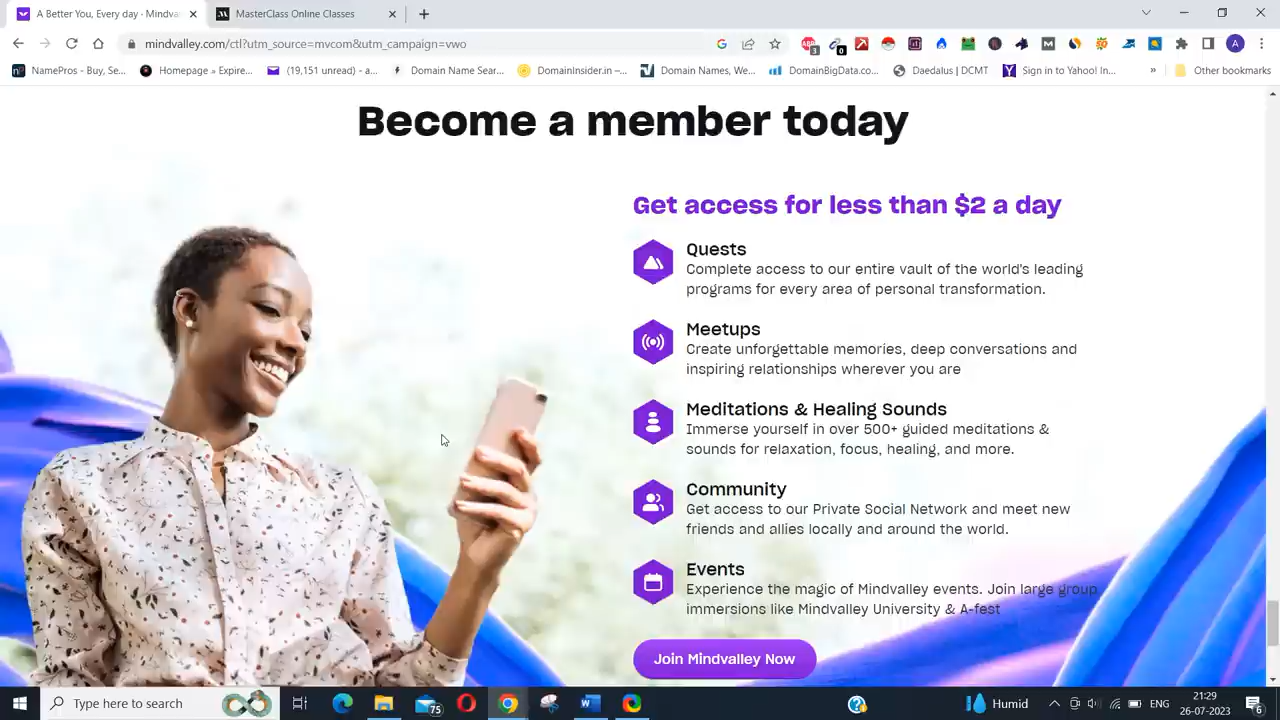 A Better You, Every day - Mindva
MasterClass Online Classes
mindvalley.com/ctl?utm_source=mvcom&utm_campaign=vwo
NamePros - Buy, Se...
Homepage » Expire...
(19,151 unread) - a...
Domain Name Sear...
DomainInsider.in –...
Domain Names, We...
DomainBigData.co...
Daedalus | DCMT
Sign in to Yahoo! In...
Other bookmarks
Become a member today
Get access for less than $2 a day
Quests
Complete access to our entire vault of the world's leading
programs for every area of personal transformation.
Meetups
Create unforgettable memories, deep conversations and
inspiring relationships wherever you are
Meditations & Healing Sounds
Immerse yourself in over 500+ guided meditations &
sounds for relaxation, focus, healing, and more.
Community
Get access to our Private Social Network and meet new
friends and allies locally and around the world.
Events
Experience the magic of Mindvalley events. Join large group
immersions like Mindvalley University & A-fest
Join Mindvalley Now
Type here to search
75
Humid
ENG
21:29
26-07-2023
6